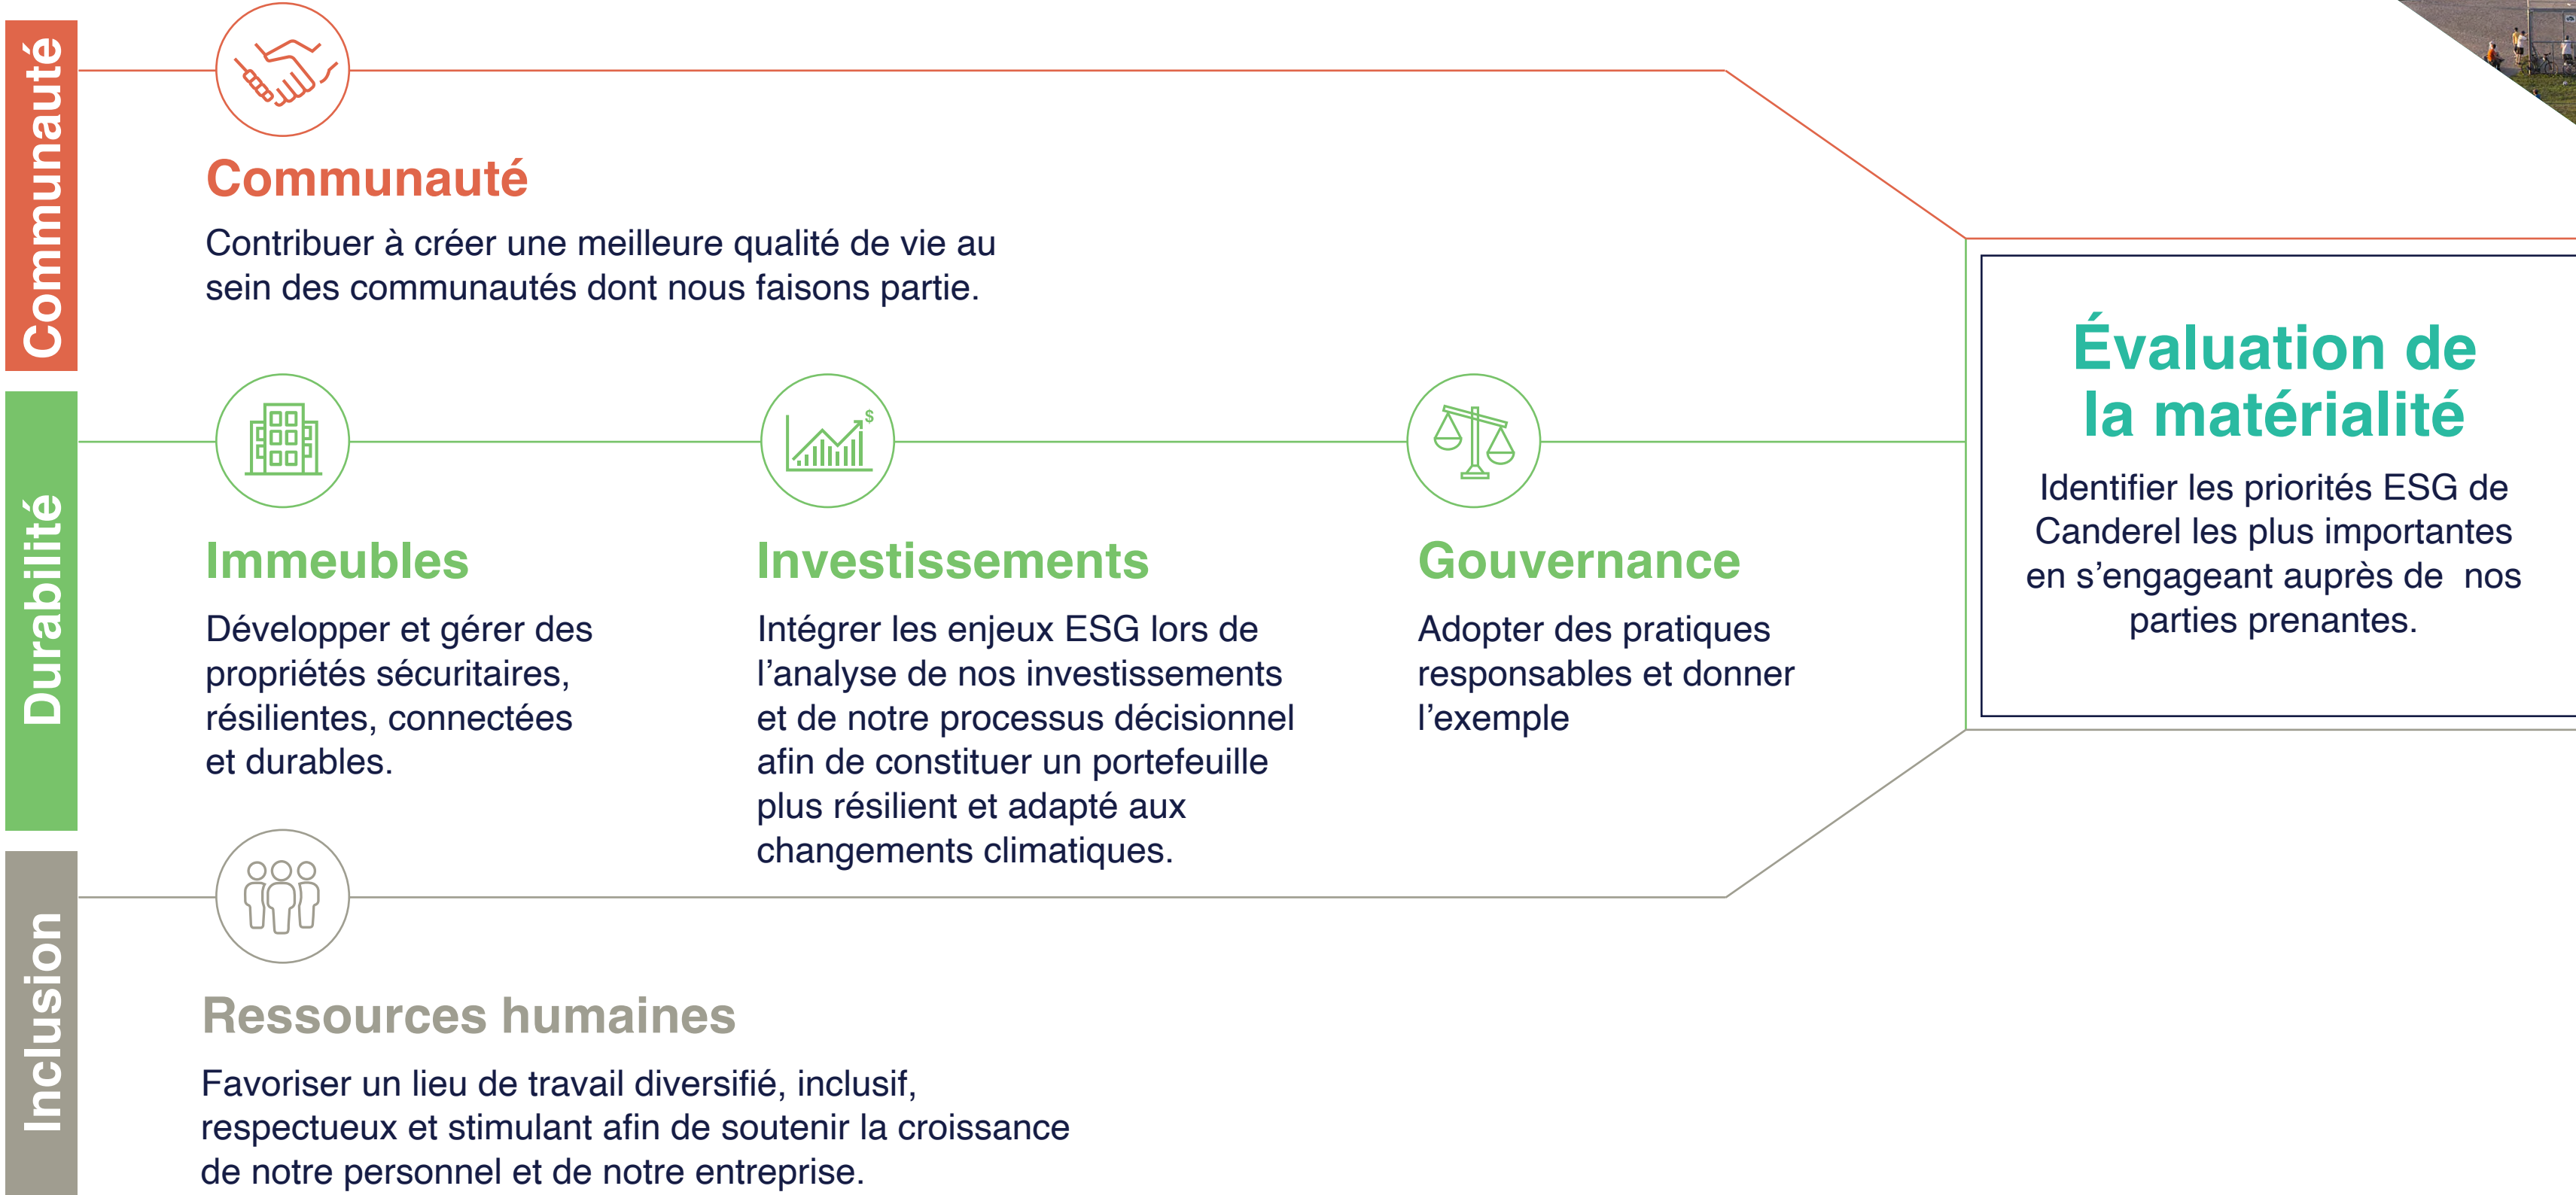 Communauté
Communauté
Contribuer à créer une meilleure qualité de vie au
sein des communautés dont nous faisons partie.
Durabilité
$
Immeubles
Développer et gérer des
propriétés sécuritaires,
résilientes, connectées
et durables.
Investissements
Intégrer les enjeux ESG lors de
l’analyse de nos investissements
et de notre processus décisionnel
afin de constituer un portefeuille
plus résilient et adapté aux
changements climatiques.
Gouvernance
Adopter des pratiques
responsables et donner
l’exemple
Inclusion
Ressources humaines
Favoriser un lieu de travail diversifié, inclusif,
respectueux et stimulant afin de soutenir la croissance
de notre personnel et de notre entreprise.
Évaluation de
la matérialité
Identifier les priorités ESG de
Canderel les plus importantes
en s’engageant auprès de  nos
parties prenantes.